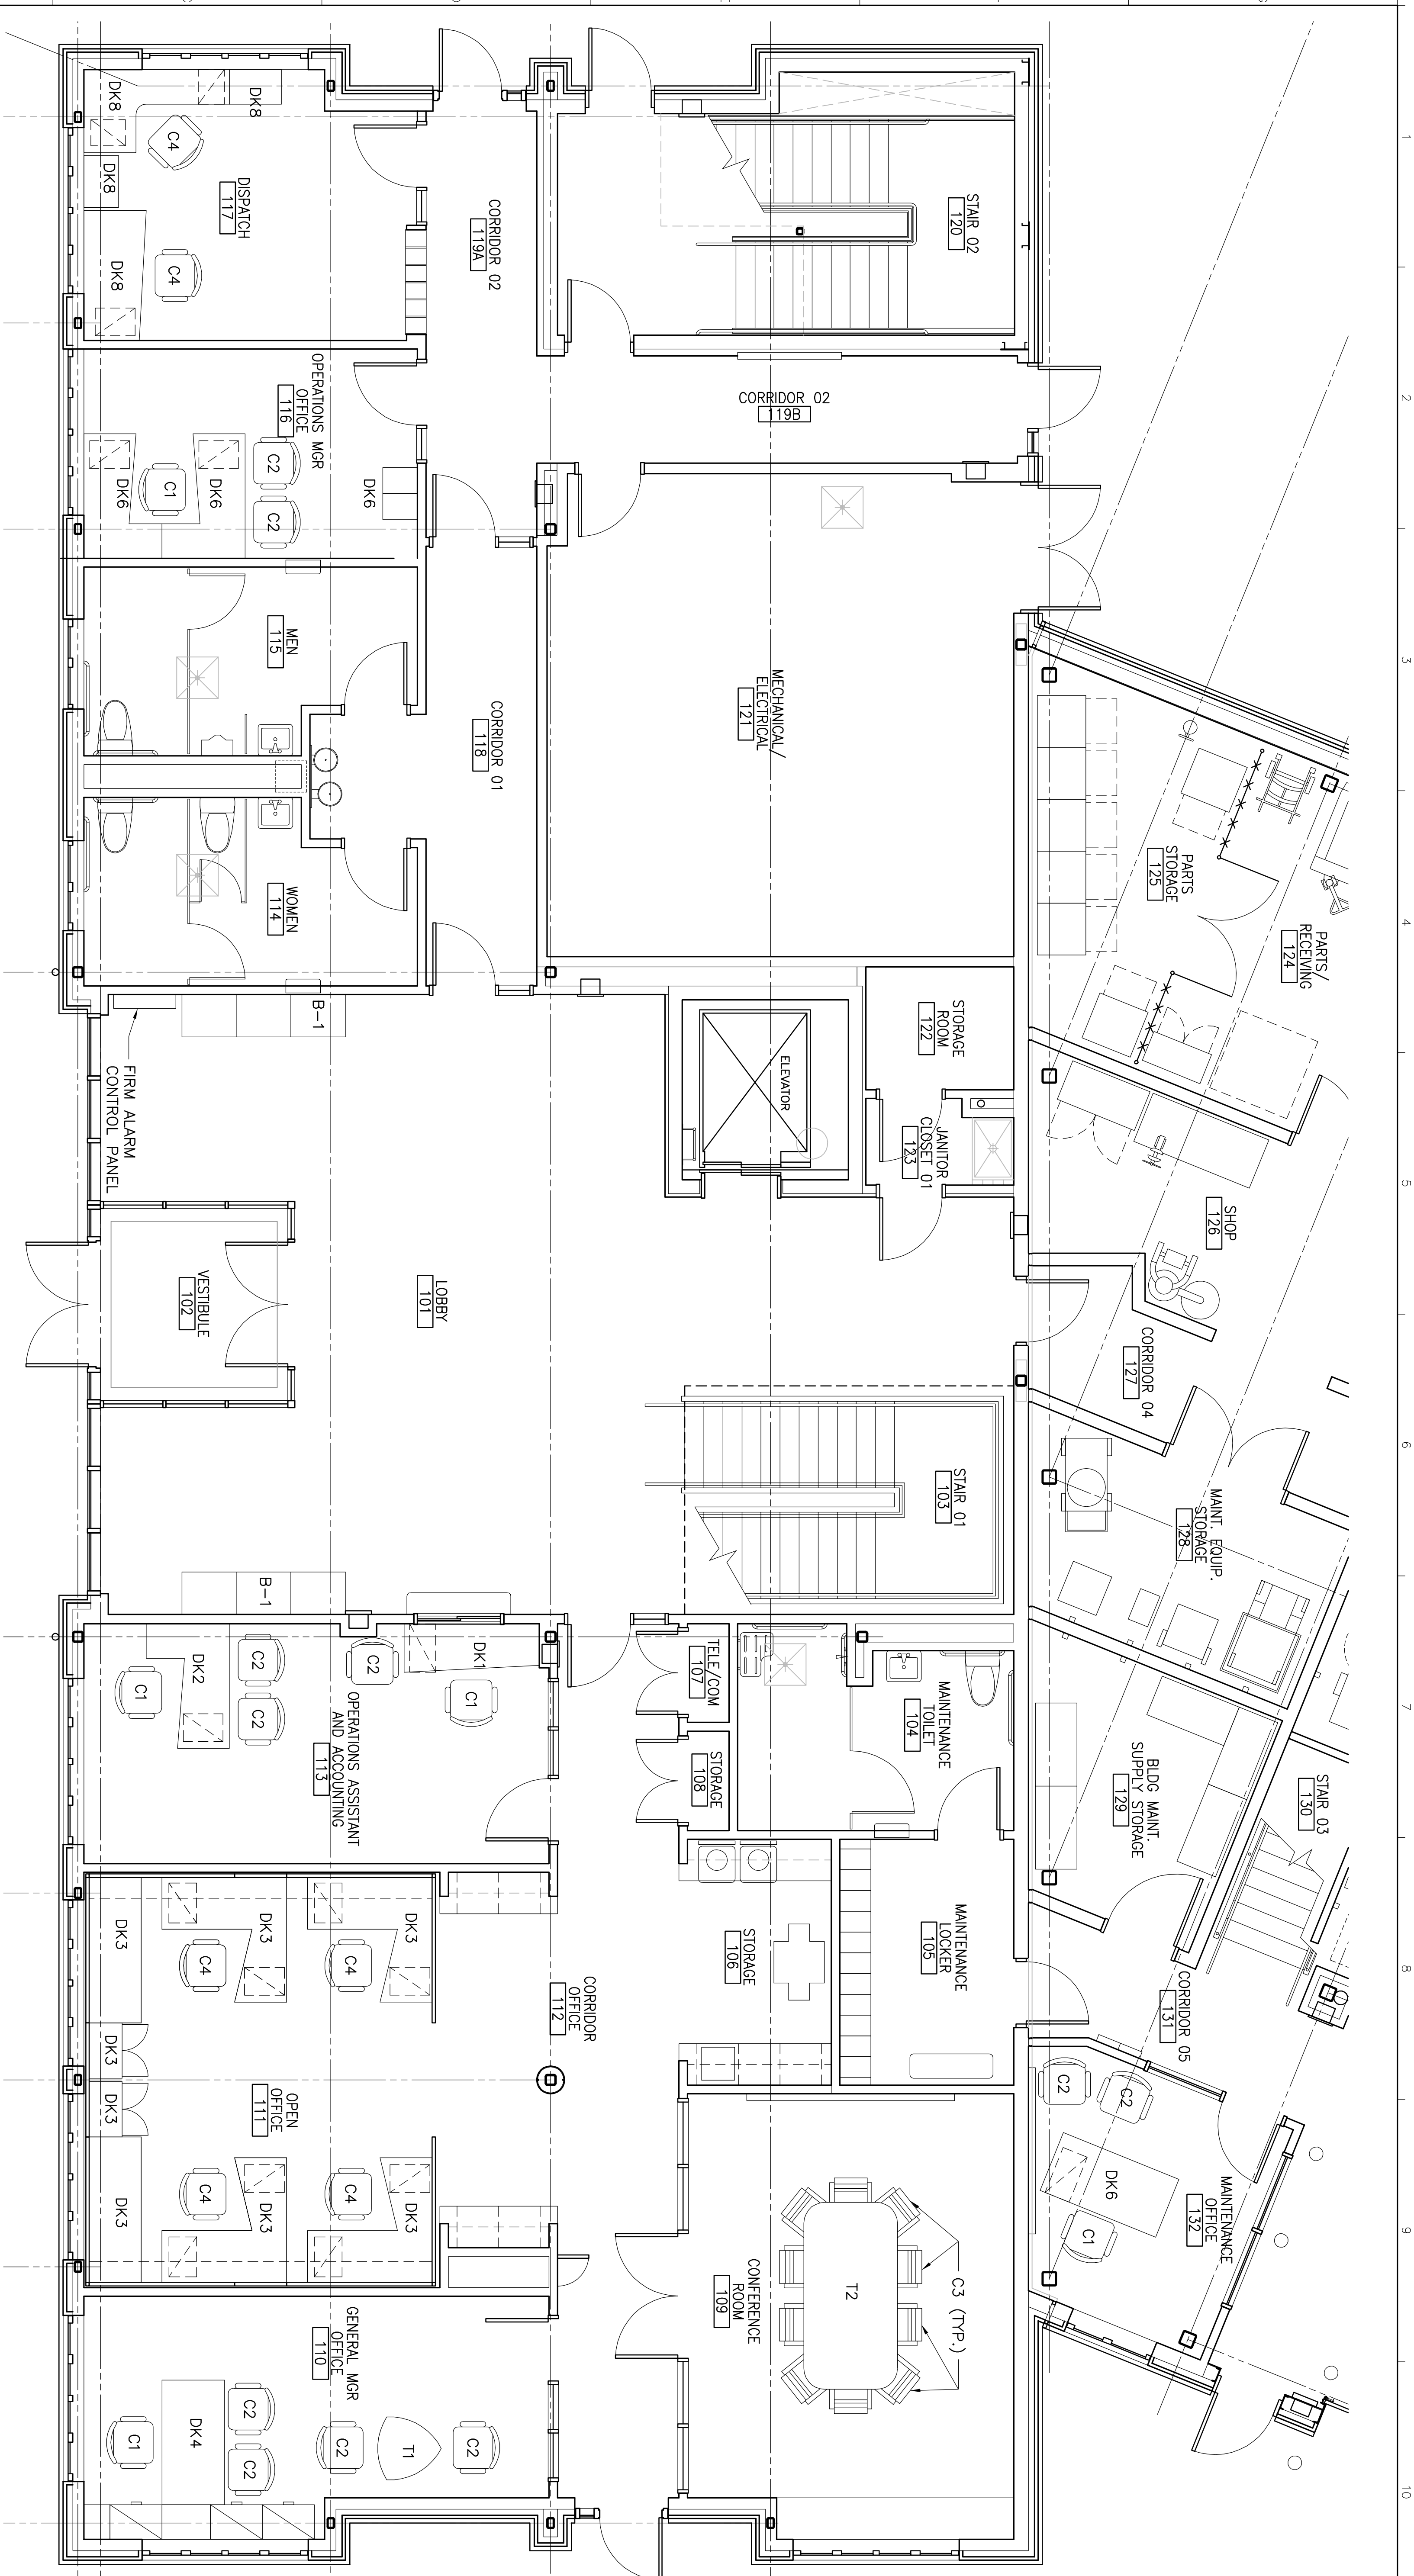 1
2
3
4
5
6
7
8
9
10
STAIR 02
120
CORRIDOR 02
119A
DISPATCH
117
DK8
DK8
DK8
DK8
C4
C4
CORRIDOR 02
119B
OPERATIONS MGR
OFFICE
116
C2
C2
C1
DK6
DK6
DK6
MEN
115
CORRIDOR 01
118
MECHANICAL/
ELECTRICAL
121
WOMEN
114
PARTS
STORAGE
125
PARTS/
RECEIVING
124
STORAGE
ROOM
122
B-1
FIRM ALARM
CONTROL PANEL
ELEVATOR
JANITOR
CLOSET 01
123
SHOP
126
VESTIBULE
102
LOBBY
101
CORRIDOR 04
127
STAIR 01
103
MAINT. EQUIP.
STORAGE
128
B-1
DK2
C1
C2
C2
C2
DK1
C1
OPERATIONS ASSISTANT
AND ACCOUNTING
113
TELE/COM
107
STORAGE
108
MAINTENANCE
TOILET
104
BLDG MAINT.
SUPPLY STORAGE
129
STAIR 03
130
STORAGE
106
MAINTENANCE
LOCKER
105
CORRIDOR 05
131
CORRIDOR
OFFICE
112
DK3
DK3
DK3
C4
C4
DK3
DK3
OPEN
OFFICE
111
DK3
DK3
DK3
C4
C4
C2
C2
DK6
C1
MAINTENANCE
OFFICE
132
C3 (TYP.)
T2
CONFERENCE
ROOM
109
GENERAL MGR
OFFICE
110
DK4
C1
C2
C2
C2
T1
C2